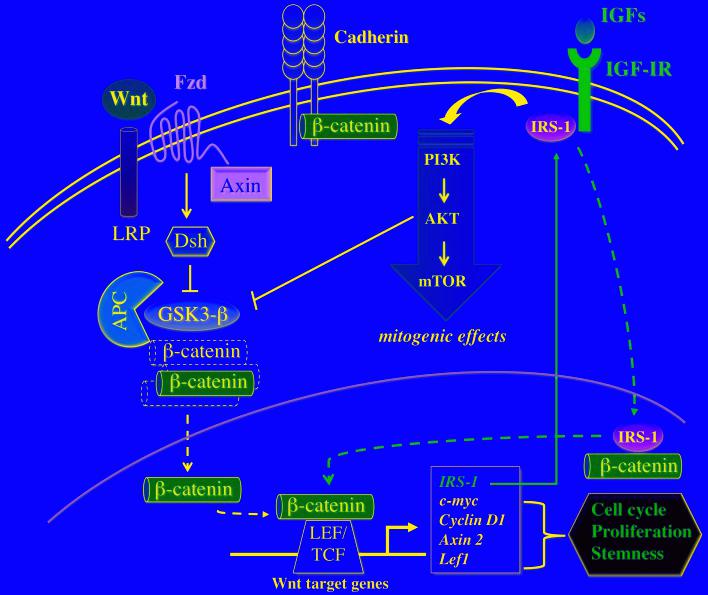 IGFs
Cadherin
IGF-IR
Fzd
Wnt
β-catenin
IRS-1
PI3K
Axin
AKT
LRP
Dsh
mTOR
APC
GSK3-β
mitogenic effects
β-catenin
β-catenin
IRS-1
β-catenin
β-catenin
β-catenin
IRS-1
c-myc
Cyclin D1
Axin 2
Lef1
LEF/
TCF
Cell cycle
Proliferation
Stemness
Wnt target genes